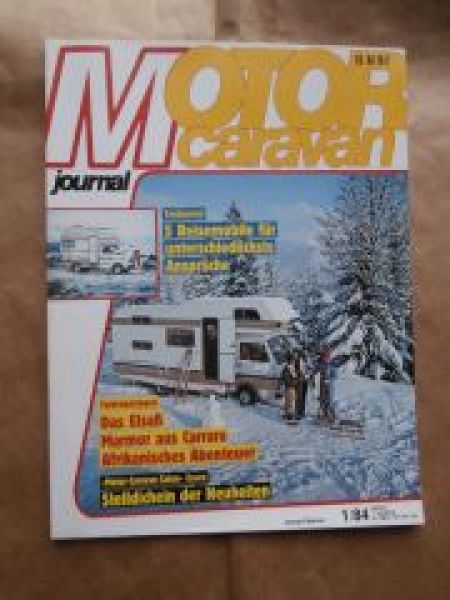 MOTOR
caravan
journal
5 Reisemobile für
unterschiedlichste
Ansprüche
Das Elsaß
Marmor aus Carrara
Afrikanisches Abenteuer
Stelldichein der Neuheiten
1/84